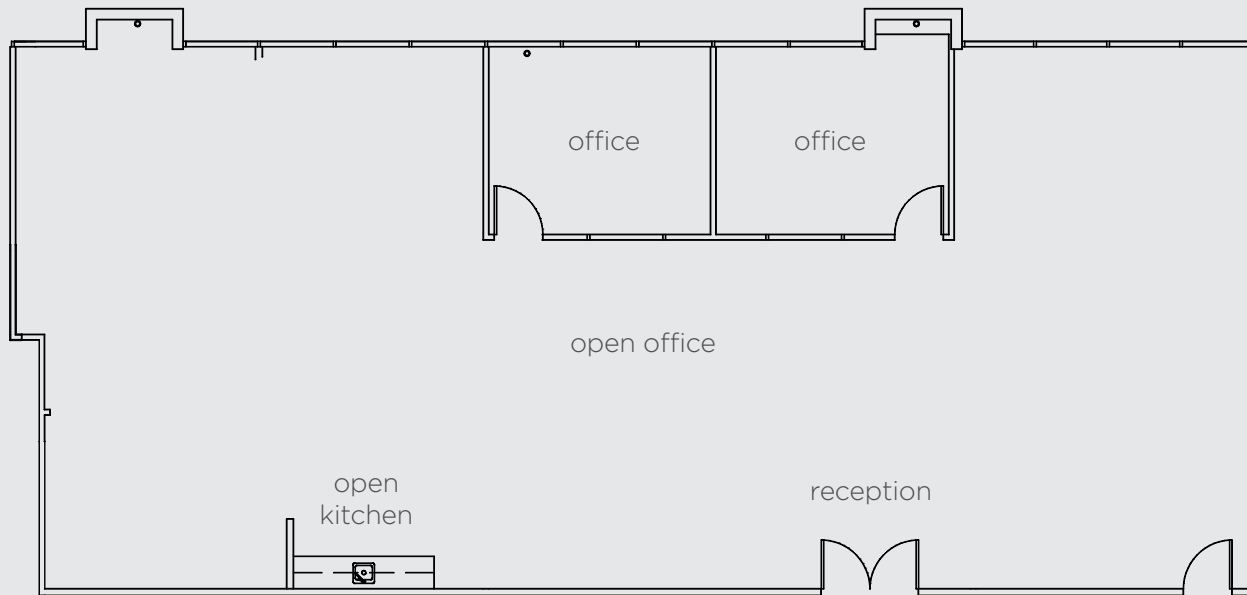 office
office
open office
open
kitchen
reception